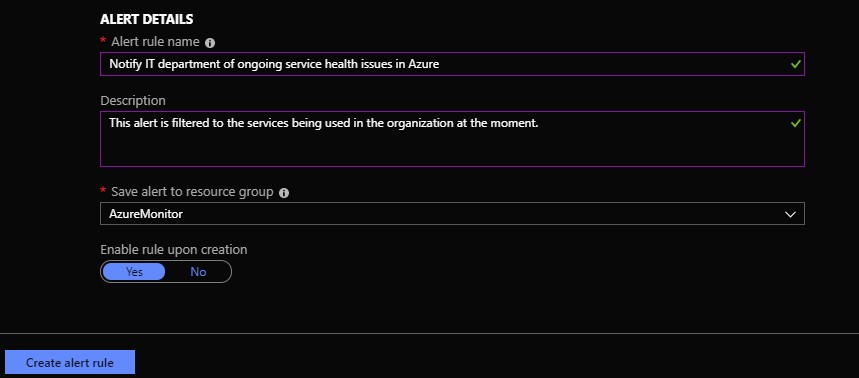 ALERT DETAILS
* Alert rule name
Notify IT department of ongoing service health issues in Azure
Description
This alert is filtered to the services being used in the organization at the moment.
* Save alert to resource group
AzureMonitor
Enable rule upon creation
Yes No
Create alert rule